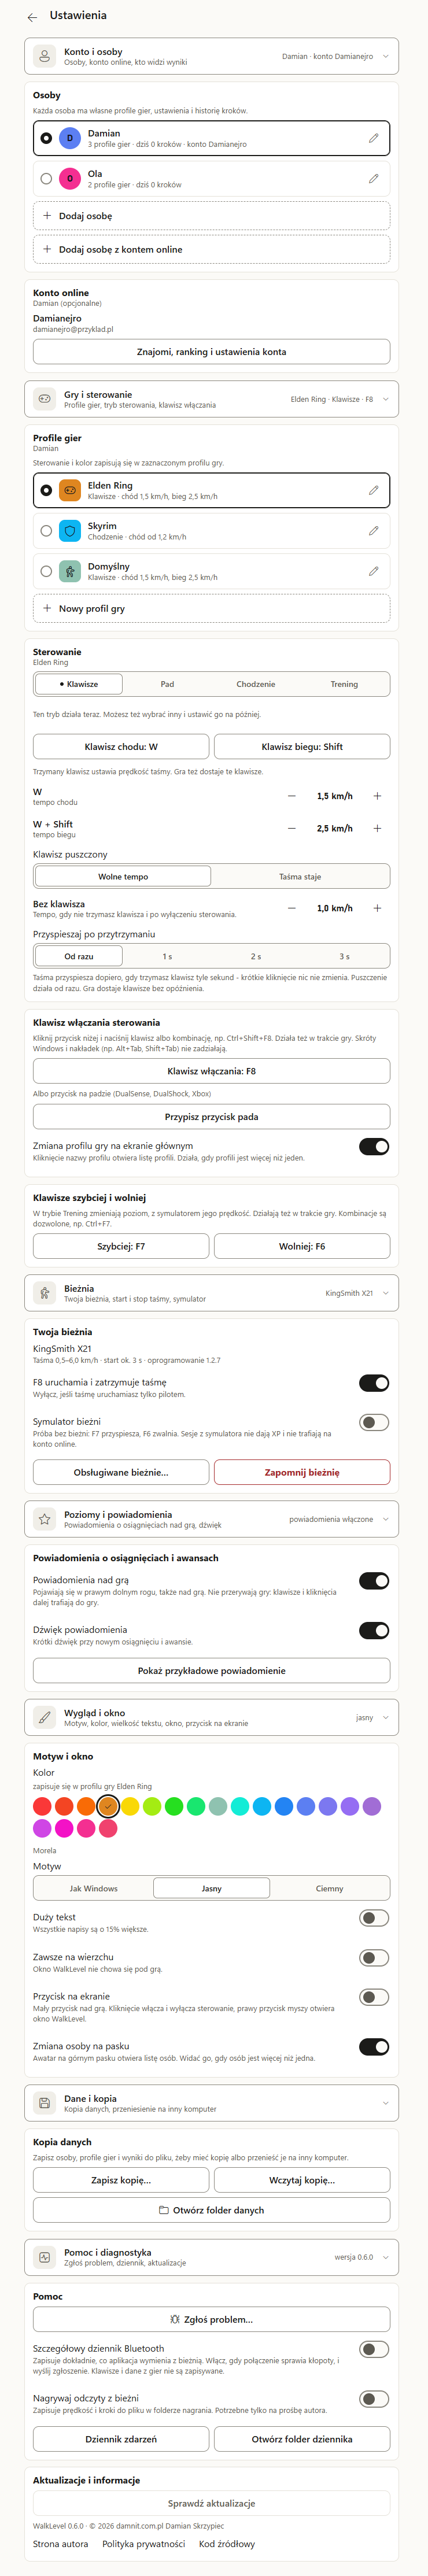 Ustawienia
Konto i osoby
Osoby, konto online, kto widzi wyniki
Damian · konto Damianejro
Osoby
Każda osoba ma własne profile gier, ustawienia i historię kroków.
D
Damian
3 profile gier · dziś 0 kroków · konto Damianejro
O
Ola
2 profile gier · dziś 0 kroków
Dodaj osobę
Dodaj osobę z kontem online
Konto online
Damian (opcjonalne)
Damianejro
damianejro@przyklad.pl
Znajomi, ranking i ustawienia konta
Gry i sterowanie
Profile gier, tryb sterowania, klawisz włączania
Elden Ring · Klawisze · F8
Profile gier
Damian
Sterowanie i kolor zapisują się w zaznaczonym profilu gry.
Elden Ring
Klawisze · chód 1,5 km/h, bieg 2,5 km/h
Skyrim
Chodzenie · chód od 1,2 km/h
Domyślny
Klawisze · chód 1,5 km/h, bieg 2,5 km/h
Nowy profil gry
Sterowanie
Elden Ring
• Klawisze
Pad
Chodzenie
Trening
Ten tryb działa teraz. Możesz też wybrać inny i ustawić go na później.
Klawisz chodu: W
Klawisz biegu: Shift
Trzymany klawisz ustawia prędkość taśmy. Gra też dostaje te klawisze.
W
tempo chodu
1,5 km/h
W + Shift
tempo biegu
2,5 km/h
Klawisz puszczony
Wolne tempo
Taśma staje
Bez klawisza
Tempo, gdy nie trzymasz klawisza i po wyłączeniu sterowania.
1,0 km/h
Przyspieszaj po przytrzymaniu
Od razu
1 s
2 s
3 s
Taśma przyspiesza dopiero, gdy trzymasz klawisz tyle sekund - krótkie kliknięcie nic nie zmienia. Puszczenie
działa od razu. Gra dostaje klawisze bez opóźnienia.
Klawisz włączania sterowania
Kliknij przycisk niżej i naciśnij klawisz albo kombinację, np. Ctrl+Shift+F8. Działa też w trakcie gry. Skróty
Windows i nakładek (np. Alt+Tab, Shift+Tab) nie zadziałają.
Klawisz włączania: F8
Albo przycisk na padzie (DualSense, DualShock, Xbox)
Przypisz przycisk pada
Zmiana profilu gry na ekranie głównym
Kliknięcie nazwy profilu otwiera listę profili. Działa, gdy profili jest więcej niż jeden.
Klawisze szybciej i wolniej
W trybie Trening zmieniają poziom, z symulatorem jego prędkość. Działają też w trakcie gry. Kombinacje są
dozwolone, np. Ctrl+F7.
Szybciej: F7
Wolniej: F6
Bieżnia
Twoja bieżnia, start i stop taśmy, symulator
KingSmith X21
Twoja bieżnia
KingSmith X21
Taśma 0,5–6,0 km/h · start ok. 3 s · oprogramowanie 1.2.7
F8 uruchamia i zatrzymuje taśmę
Wyłącz, jeśli taśmę uruchamiasz tylko pilotem.
Symulator bieżni
Próba bez bieżni: F7 przyspiesza, F6 zwalnia. Sesje z symulatora nie dają XP i nie trafiają na
konto online.
Obsługiwane bieżnie...
Zapomnij bieżnię
Poziomy i powiadomienia
Powiadomienia o osiągnięciach nad grą, dźwięk
powiadomienia włączone
Powiadomienia o osiągnięciach i awansach
Powiadomienia nad grą
Pojawiają się w prawym dolnym rogu, także nad grą. Nie przerywają gry: klawisze i kliknięcia
dalej trafiają do gry.
Dźwięk powiadomienia
Krótki dźwięk przy nowym osiągnięciu i awansie.
Pokaż przykładowe powiadomienie
Wygląd i okno
Motyw, kolor, wielkość tekstu, okno, przycisk na ekranie
jasny
Motyw i okno
Kolor
zapisuje się w profilu gry Elden Ring
Morela
Motyw
Jak Windows
Jasny
Ciemny
Duży tekst
Wszystkie napisy są o 15% większe.
Zawsze na wierzchu
Okno WalkLevel nie chowa się pod grą.
Przycisk na ekranie
Mały przycisk nad grą. Kliknięcie włącza i wyłącza sterowanie, prawy przycisk myszy otwiera
okno WalkLevel.
Zmiana osoby na pasku
Awatar na górnym pasku otwiera listę osób. Widać go, gdy osób jest więcej niż jedna.
Dane i kopia
Kopia danych, przeniesienie na inny komputer
Kopia danych
Zapisz osoby, profile gier i wyniki do pliku, żeby mieć kopię albo przenieść je na inny komputer.
Zapisz kopię...
Wczytaj kopię...
Otwórz folder danych
Pomoc i diagnostyka
Zgłoś problem, dziennik, aktualizacje
wersja 0.6.0
Pomoc
Zgłoś problem...
Szczegółowy dziennik Bluetooth
Zapisuje dokładnie, co aplikacja wymienia z bieżnią. Włącz, gdy połączenie sprawia kłopoty, i
wyślij zgłoszenie. Klawisze i dane z gier nie są zapisywane.
Nagrywaj odczyty z bieżni
Zapisuje prędkość i kroki do pliku w folderze nagrania. Potrzebne tylko na prośbę autora.
Dziennik zdarzeń
Otwórz folder dziennika
Aktualizacje i informacje
Sprawdź aktualizacje
WalkLevel 0.6.0 · © 2026 damnit.com.pl Damian Skrzypiec
Strona autora
Polityka prywatności
Kod źródłowy